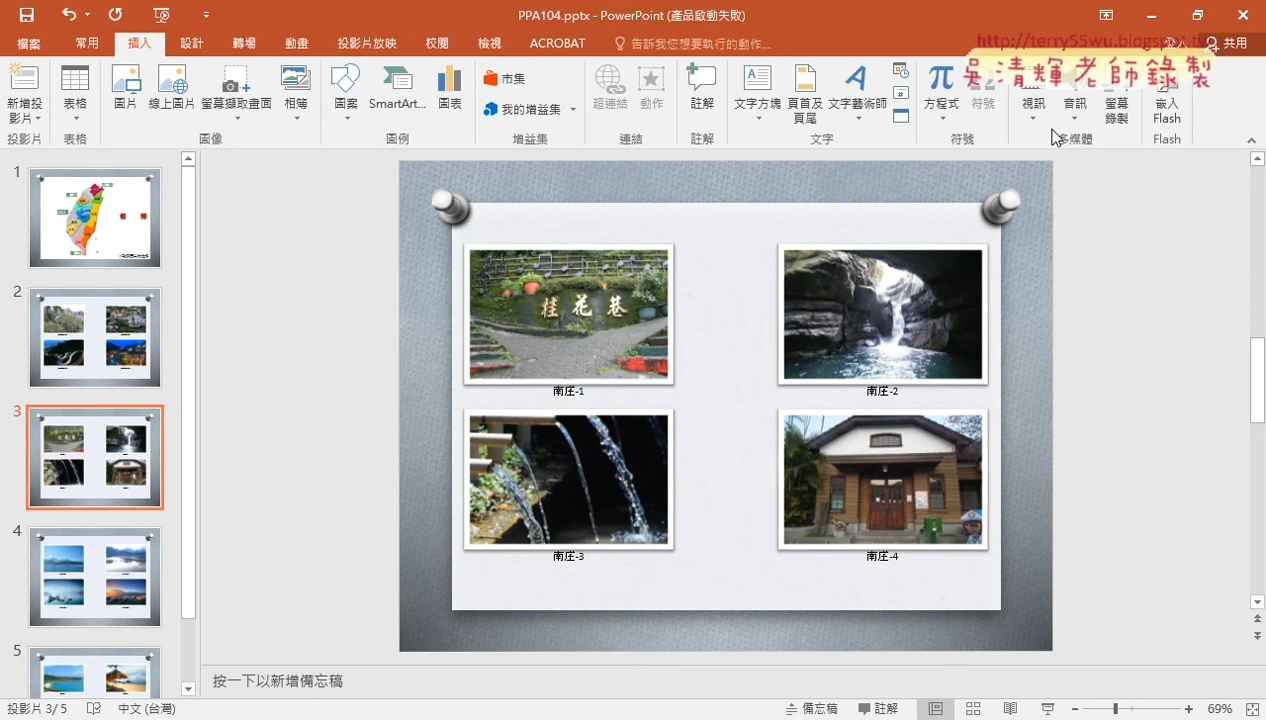 PPA104.pptx - PowerPoint (產品啟動失敗)
檔案 常用 插入 設計 轉場 動畫 投影片放映 校閱 檢視 ACROBAT 告訴我您想要執行的動作... 登入 共用
http://terry55wu.blogspot.tw
吳清輝老師錄製
新增投影片 表格 圖片 線上圖片 螢幕擷取畫面 相簿 圖案 SmartArt... 圖表 市集 我的增益集 超連結 動作 註解 文字方塊 頁首及頁尾 文字藝術師 方程式 符號 視訊 音訊 螢幕錄製 嵌入 Flash
投影片 表格 圖像 圖例 增益集 連結 註解 文字 符號 多媒體 Flash
1
2
3
4
5
桂花巷
南庄-1 南庄-2
南庄-3 南庄-4
按一下以新增備忘稿
投影片 3/5 中文 (台灣) 備忘稿 註解 69%